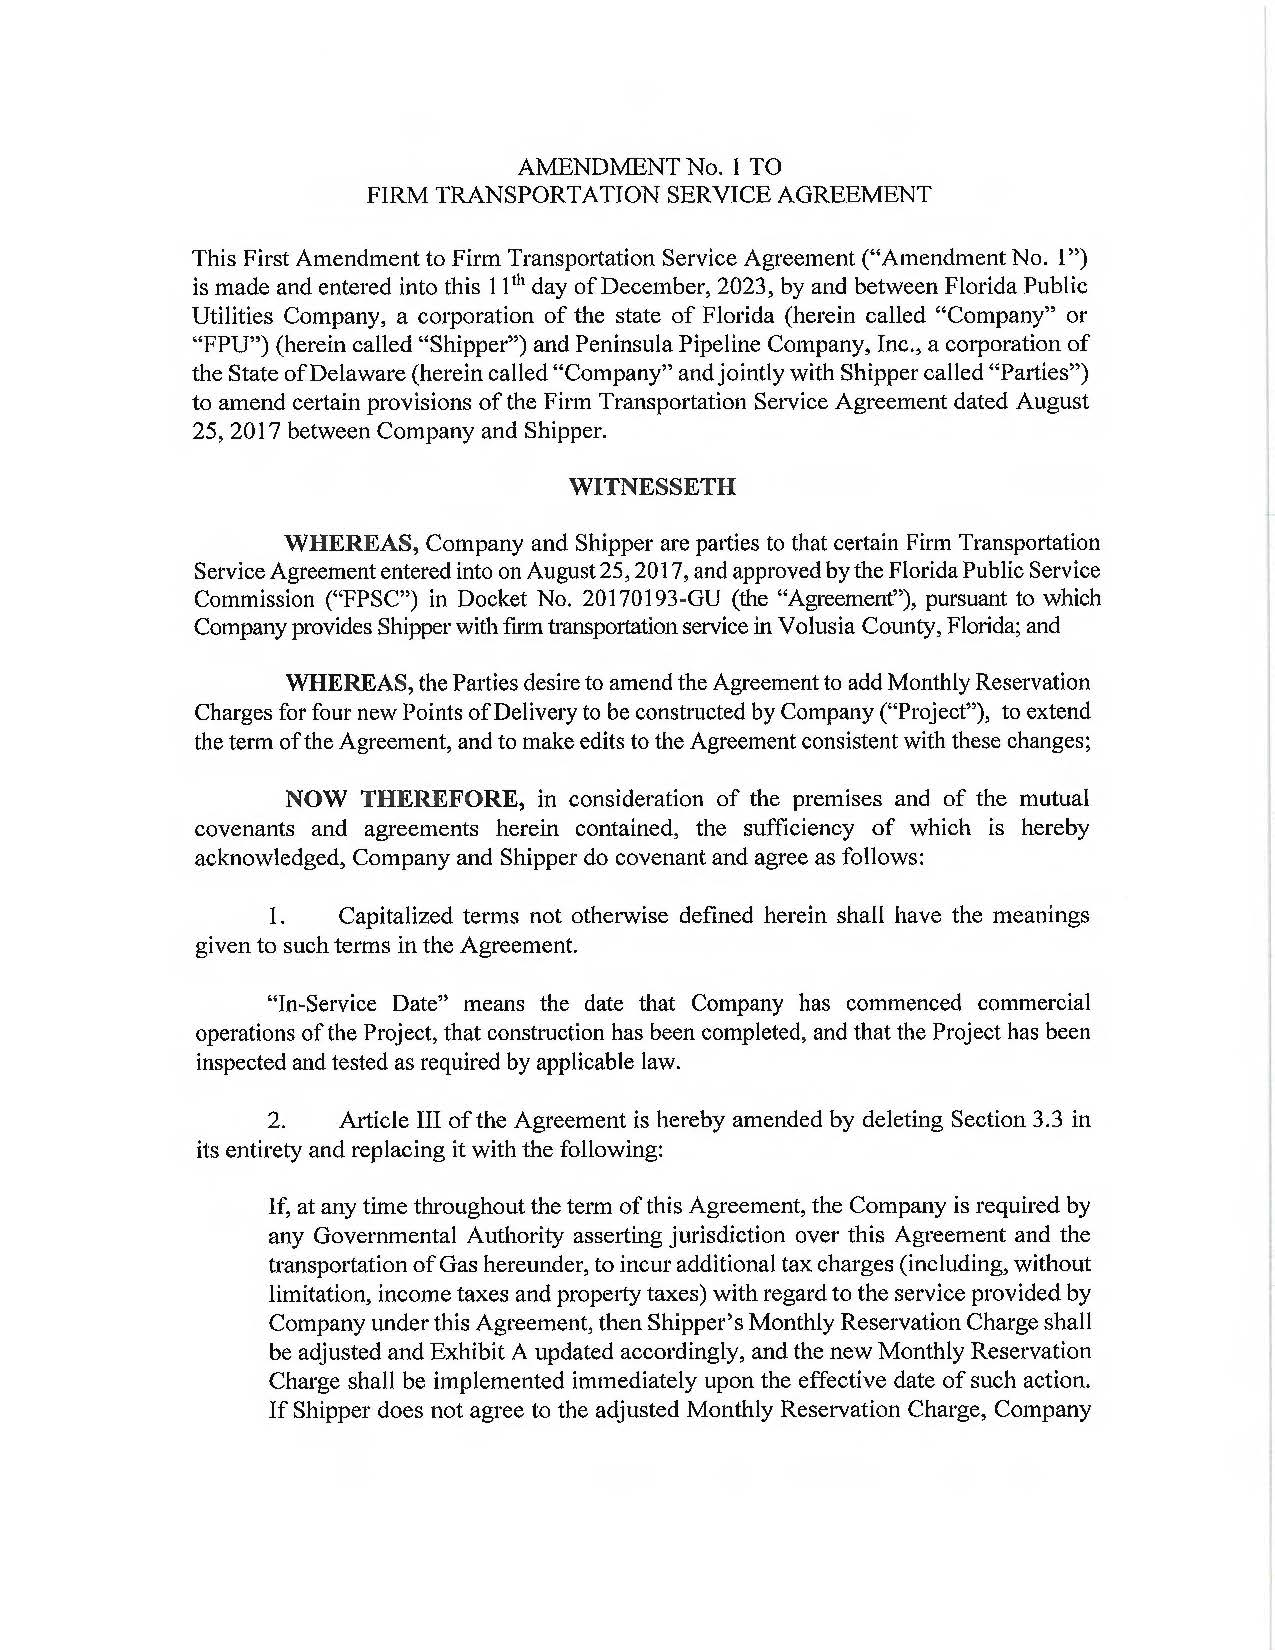 AMENDMENT No. 1 TO
FIRM TRANSPORTATION SERVICE AGREEMENT
This First Amendment to Firm Transportation Service Agreement (“Amendment No. 1”)
is made and entered into this 11th day of December, 2023, by and between Florida Public
Utilities Company, a corporation of the state of Florida (herein called “Company” or
“FPU”) (herein called “Shipper”) and Peninsula Pipeline Company, Inc., a corporation of
the State of Delaware (herein called “Company” and jointly with Shipper called “Parties”)
to amend certain provisions of the Firm Transportation Service Agreement dated August
25, 2017 between Company and Shipper.
WITNESSETH
WHEREAS, Company and Shipper are parties to that certain Firm Transportation
Service Agreement entered into on August 25, 2017, and approved by the Florida Public Service
Commission (“FPSC”) in Docket No. 20170193-GU (the “Agreement”), pursuant to which
Company provides Shipper with firm transportation service in Volusia County, Florida; and
WHEREAS, the Parties desire to amend the Agreement to add Monthly Reservation
Charges for four new Points of Delivery to be constructed by Company (“Project”), to extend
the term of the Agreement, and to make edits to the Agreement consistent with these changes;
NOW THEREFORE, in consideration of the premises and of the mutual
covenants and agreements herein contained, the sufficiency of which is hereby
acknowledged, Company and Shipper do covenant and agree as follows:
1. Capitalized terms not otherwise defined herein shall have the meanings
given to such terms in the Agreement.
“In-Service Date” means the date that Company has commenced commercial
operations of the Project, that construction has been completed, and that the Project has been
inspected and tested as required by applicable law.
2. Article III of the Agreement is hereby amended by deleting Section 3.3 in
its entirety and replacing it with the following:
If, at any time throughout the term of this Agreement, the Company is required by
any Governmental Authority asserting jurisdiction over this Agreement and the
transportation of Gas hereunder, to incur additional tax charges (including, without
limitation, income taxes and property taxes) with regard to the service provided by
Company under this Agreement, then Shipper’s Monthly Reservation Charge shall
be adjusted and Exhibit A updated accordingly, and the new Monthly Reservation
Charge shall be implemented immediately upon the effective date of such action.
If Shipper does not agree to the adjusted Monthly Reservation Charge, Company